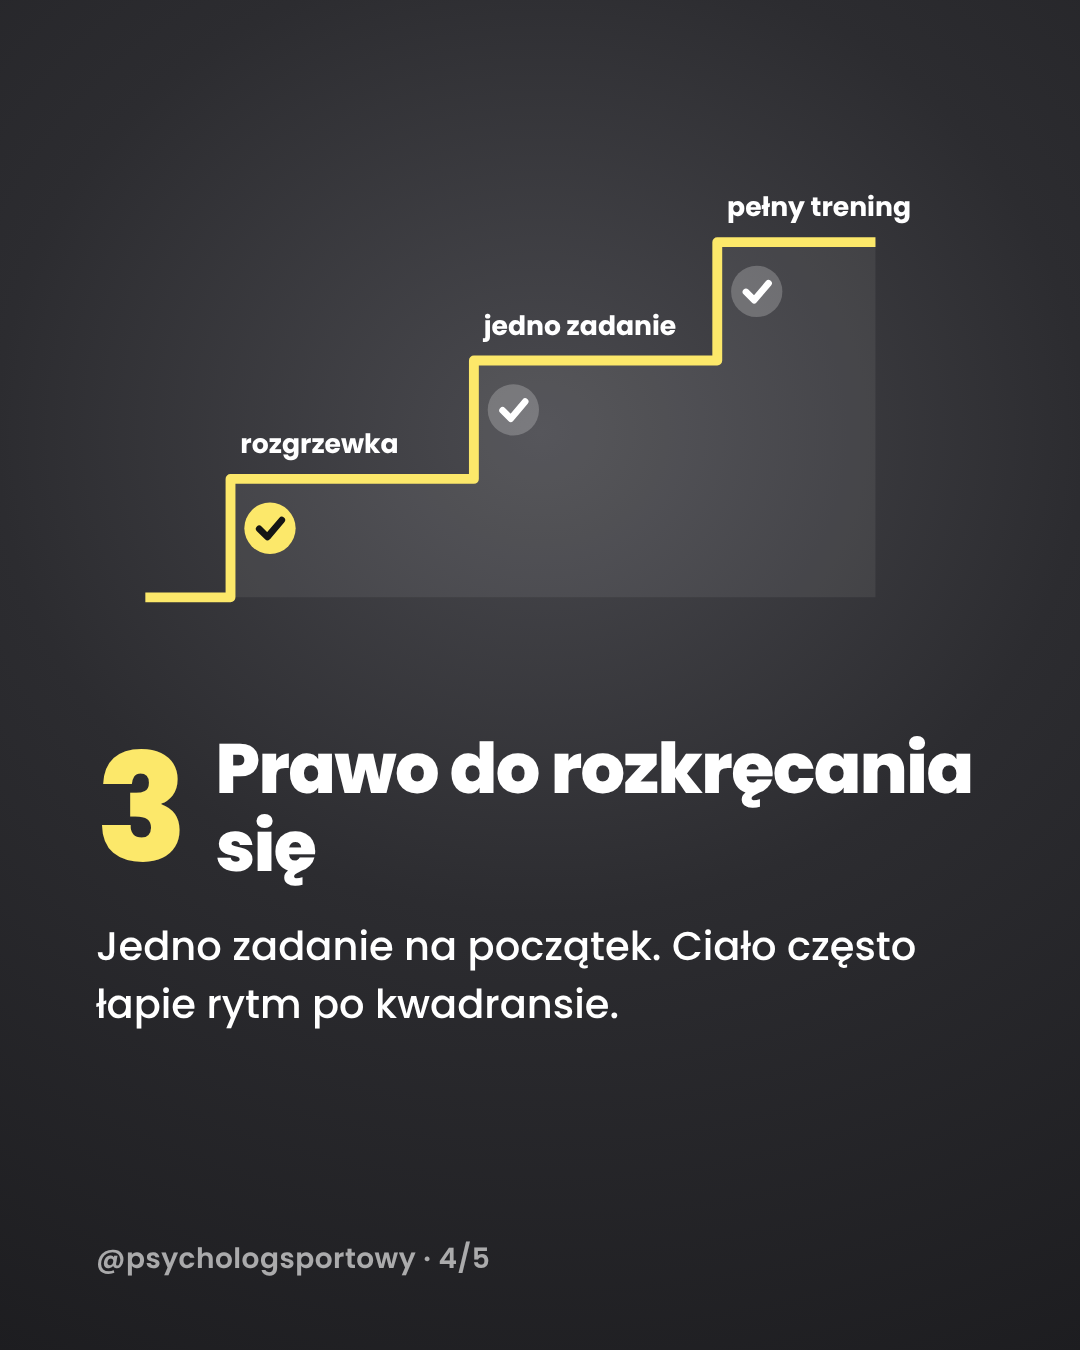 pełny trening
jedno zadanie
rozgrzewka
3 Prawo do rozkręcania
się
Jedno zadanie na początek. Ciało często
łapie rytm po kwadransie.
@psychologsportowy · 4/5